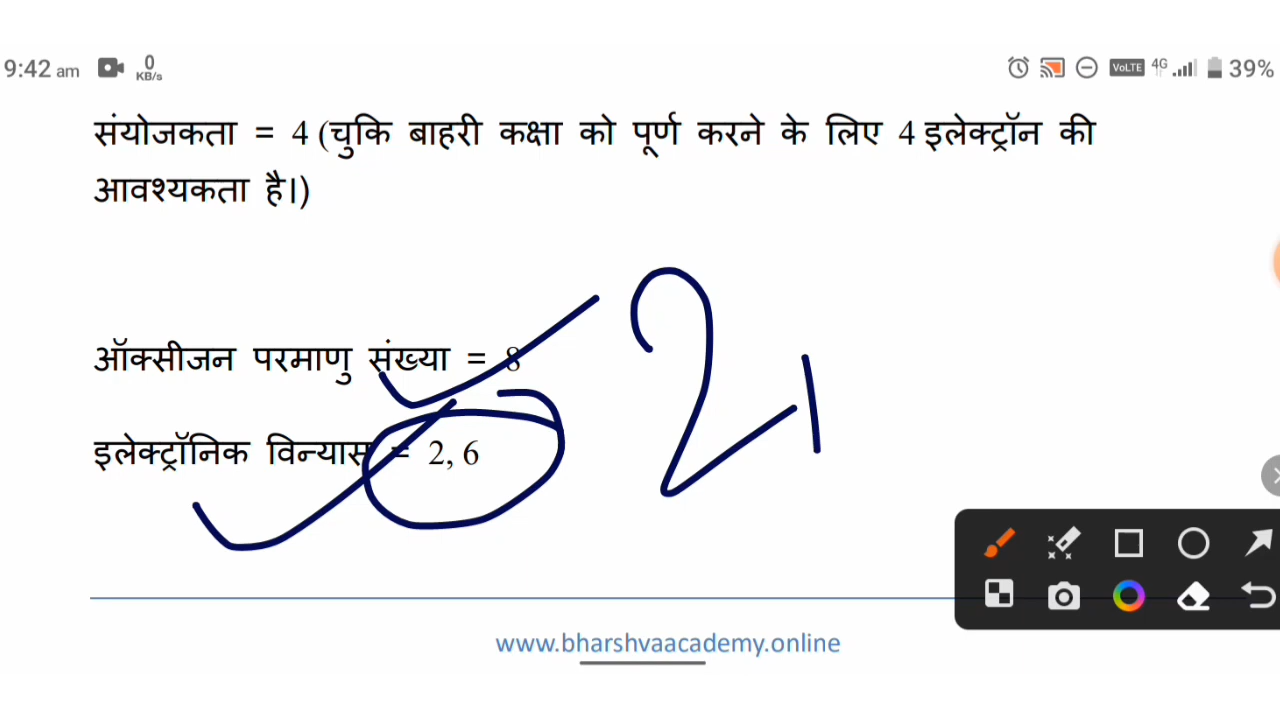 9:42 am 0 KB/s VoLTE 4G 39%
संयोजकता = 4 (चुकि बाहरी कक्षा को पूर्ण करने के लिए 4 इलेक्ट्रॉन की
आवश्यकता है।)
ऑक्सीजन परमाणु संख्या = 8
इलेक्ट्रॉनिक विन्यास = 2, 6
2,
www.bharshvaacademy.online